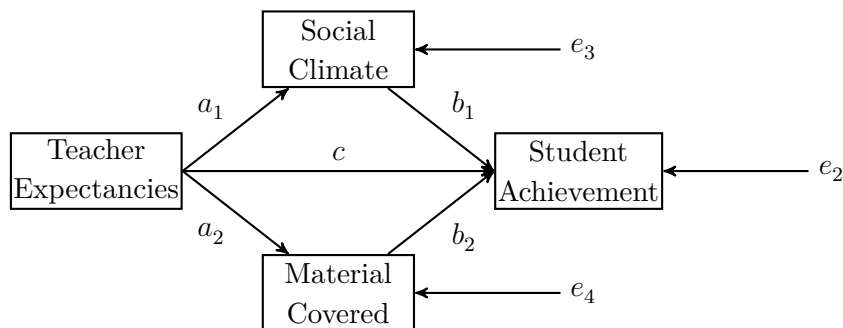 Social
Climate
e₃
a₁
b₁
Teacher
Expectancies
c
Student
Achievement
e₂
a₂
b₂
Material
Covered
e₄